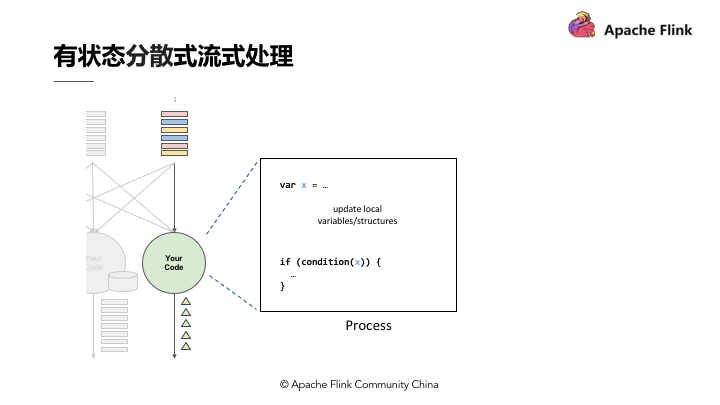 Apache Flink
有状态分散式流式处理
Your
Code
Your
Code
var x = …
update local
variables/structures
if (condition(x)) {
…
}
Process
© Apache Flink Community China